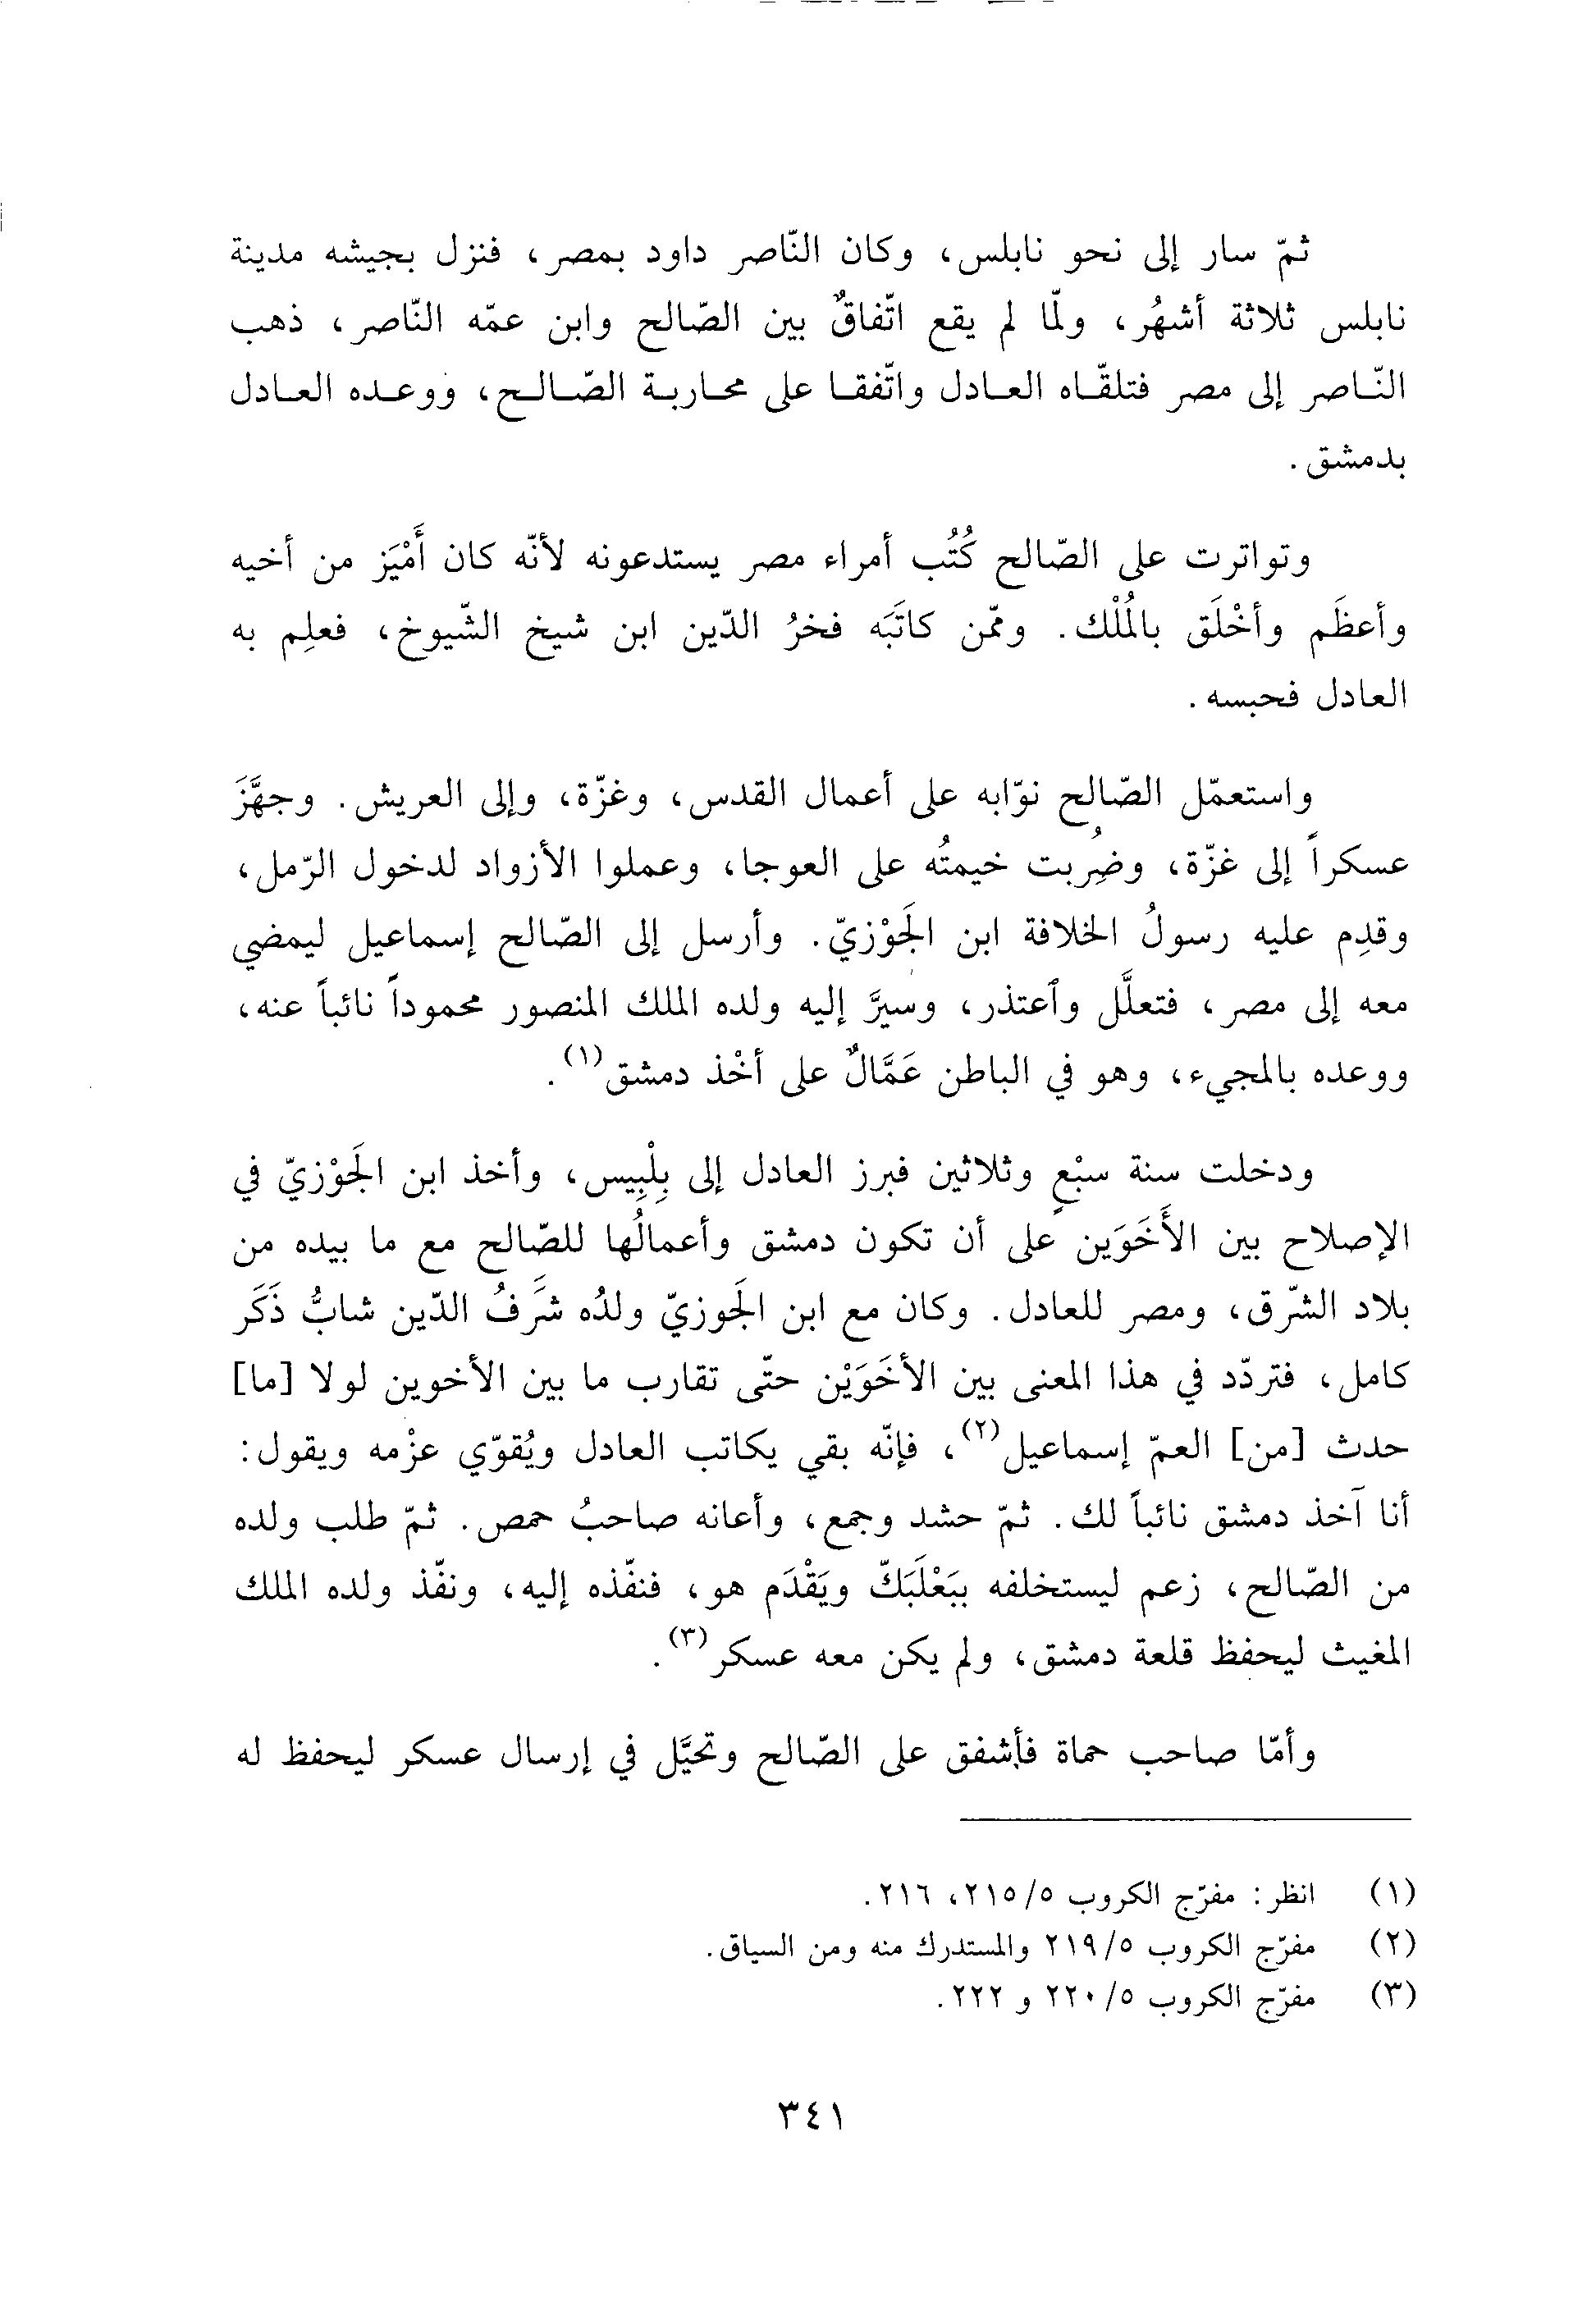 ثمّ سار إلى نحو نابلس، وكان النّاصر داود بمصر، فنزل بجيشه مدينة
نابلس ثلاثة أشهُر، ولمّا لم يقع اتّفاقٌ بين الصّالح وابن عمّه النّاصر، ذهب
النّاصر إلى مصر فتلقّاه العادل واتّفقا على محاربة الصّالح، ووعده العادل
بدمشق.
وتواترت على الصّالح كُتُب أمراء مصر يستدعونه لأنّه كان أَمْيَز من أخيه
وأعظَم وأخْلَق بالمُلْك. وممّن كاتَبَه فخرُ الدّين ابن شيخ الشّيوخ، فعلِم به
العادل فحبسه.
واستعمّل الصّالح نوّابه على أعمال القدس، وغزّة، وإلى العريش. وجهَّزَ
عسكراً إلى غزّة، وضُرِبت خيمتُه على العوجا، وعملوا الأزواد لدخول الرّمل،
وقدِم عليه رسولُ الخلافة ابن الجَوْزيّ. وأرسل إلى الصّالح إسماعيل ليمضي
معه إلى مصر، فتعلَّل وٱعتذر، وسيَّر إليه ولده الملك المنصور محموداً نائباً عنه،
ووعده بالمجيء، وهو في الباطن عَمَّالٌ على أخْذ دمشق(١).
ودخلت سنة سبْعٍ وثلاثين فبرز العادل إلى بِلْبِيس، وأخذ ابن الجَوْزيّ في
الإصلاح بين الأَخَوَين على أن تكون دمشق وأعمالُها للصّالح مع ما بيده من
بلاد الشّرق، ومصر للعادل. وكان مع ابن الجَوزيّ ولدُه شَرَفُ الدّين شابٌّ ذَكَر
كامل، فتردّد في هذا المعنى بين الأخَوَيْن حتّى تقارب ما بين الأخوين لولا [ما]
حدث [من] العمّ إسماعيل(٢)، فإنّه بقي يكاتب العادل ويُقوّي عزْمه ويقول:
أنا آخذ دمشق نائباً لك. ثمّ حشد وجمع، وأعانه صاحبُ حمص. ثمّ طلب ولده
من الصّالح، زعم ليستخلفه ببَعْلَبَكّ ويَقْدَم هو، فنفّذه إليه، ونفّذ ولده الملك
المغيث ليحفظ قلعة دمشق، ولم يكن معه عسكر(٣).
وأمّا صاحب حماة فأشفق على الصّالح وتحيَّل في إرسال عسكر ليحفظ له
(١) انظر: مفرّج الكروب ٢١٥/٥، ٢١٦.
(٢) مفرّج الكروب ٢١٩/٥ والمستدرك منه ومن السياق.
(٣) مفرّج الكروب ٢٢٠/٥ و ٢٢٢.
٣٤١